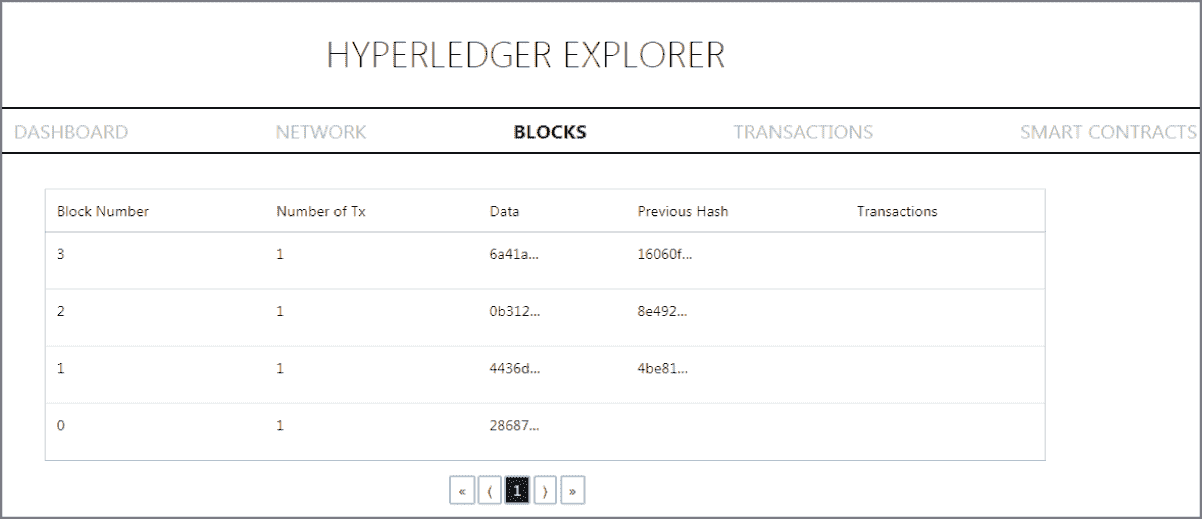 HYPERLEDGER EXPLORER
DASHBOARD NETWORK BLOCKS TRANSACTIONS SMART CONTRACTS
Block Number Number of Tx Data Previous Hash Transactions
3 1 6a41a... 16060f...
2 1 0b312... 8e492...
1 1 4436d... 4be81...
0 1 28687...
« ⟨ 1 ⟩ »